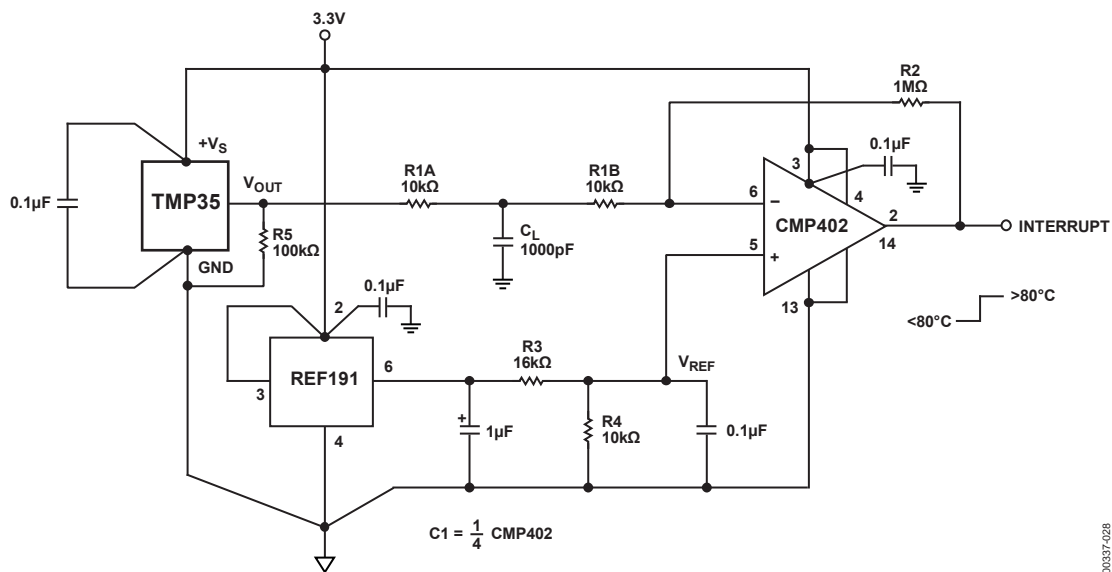 3.3V
R2
1MΩ
+VS
0.1µF
TMP35
VOUT
R1A
10kΩ
R1B
10kΩ
3
0.1µF
4
6
−
CMP402
2
14
INTERRUPT
5
+
0.1µF
R5
100kΩ
CL
1000pF
GND
13
<80°C
>80°C
2
0.1µF
REF191
3
6
4
R3
16kΩ
VREF
+
1µF
R4
10kΩ
0.1µF
C1 = 1/4 CMP402
00337-028